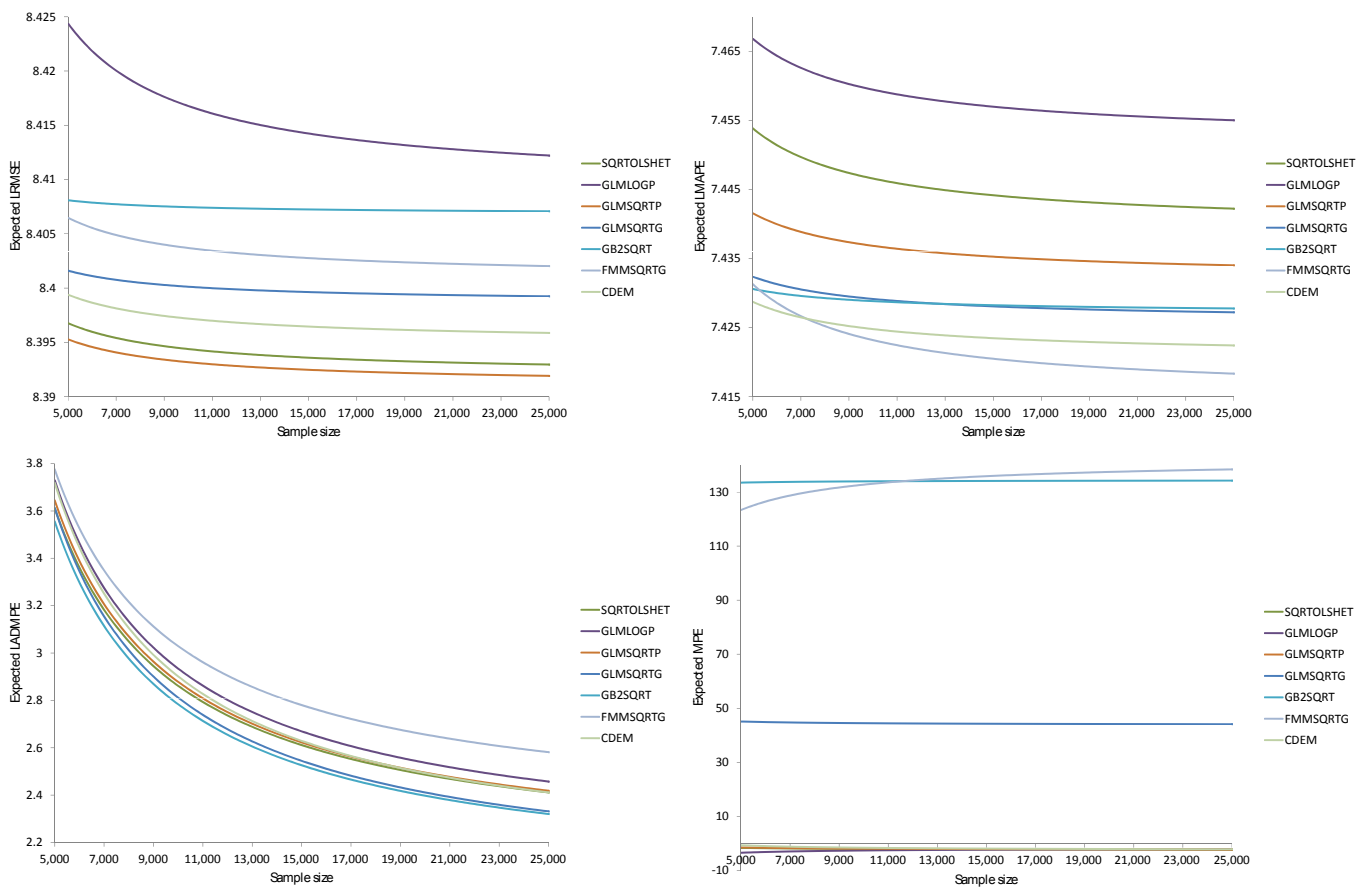 Expected LRMSE
8.425
8.42
8.415
8.41
8.405
8.4
8.395
8.39
5,000 7,000 9,000 11,000 13,000 15,000 17,000 19,000 21,000 23,000 25,000
Sample size
SQRTOLSHET
GLMLOGP
GLMSQRTP
GLMSQRTG
GB2SQRT
FMMSQRTG
CDEM
Expected LMAPE
7.465
7.455
7.445
7.435
7.425
7.415
5,000 7,000 9,000 11,000 13,000 15,000 17,000 19,000 21,000 23,000 25,000
Sample size
SQRTOLSHET
GLMLOGP
GLMSQRTP
GLMSQRTG
GB2SQRT
FMMSQRTG
CDEM
Expected LADMPE
3.8
3.6
3.4
3.2
3
2.8
2.6
2.4
2.2
5,000 7,000 9,000 11,000 13,000 15,000 17,000 19,000 21,000 23,000 25,000
Sample size
SQRTOLSHET
GLMLOGP
GLMSQRTP
GLMSQRTG
GB2SQRT
FMMSQRTG
CDEM
Expected MPE
130
110
90
70
50
30
10
-10
5,000 7,000 9,000 11,000 13,000 15,000 17,000 19,000 21,000 23,000 25,000
Sample size
SQRTOLSHET
GLMLOGP
GLMSQRTP
GLMSQRTG
GB2SQRT
FMMSQRTG
CDEM